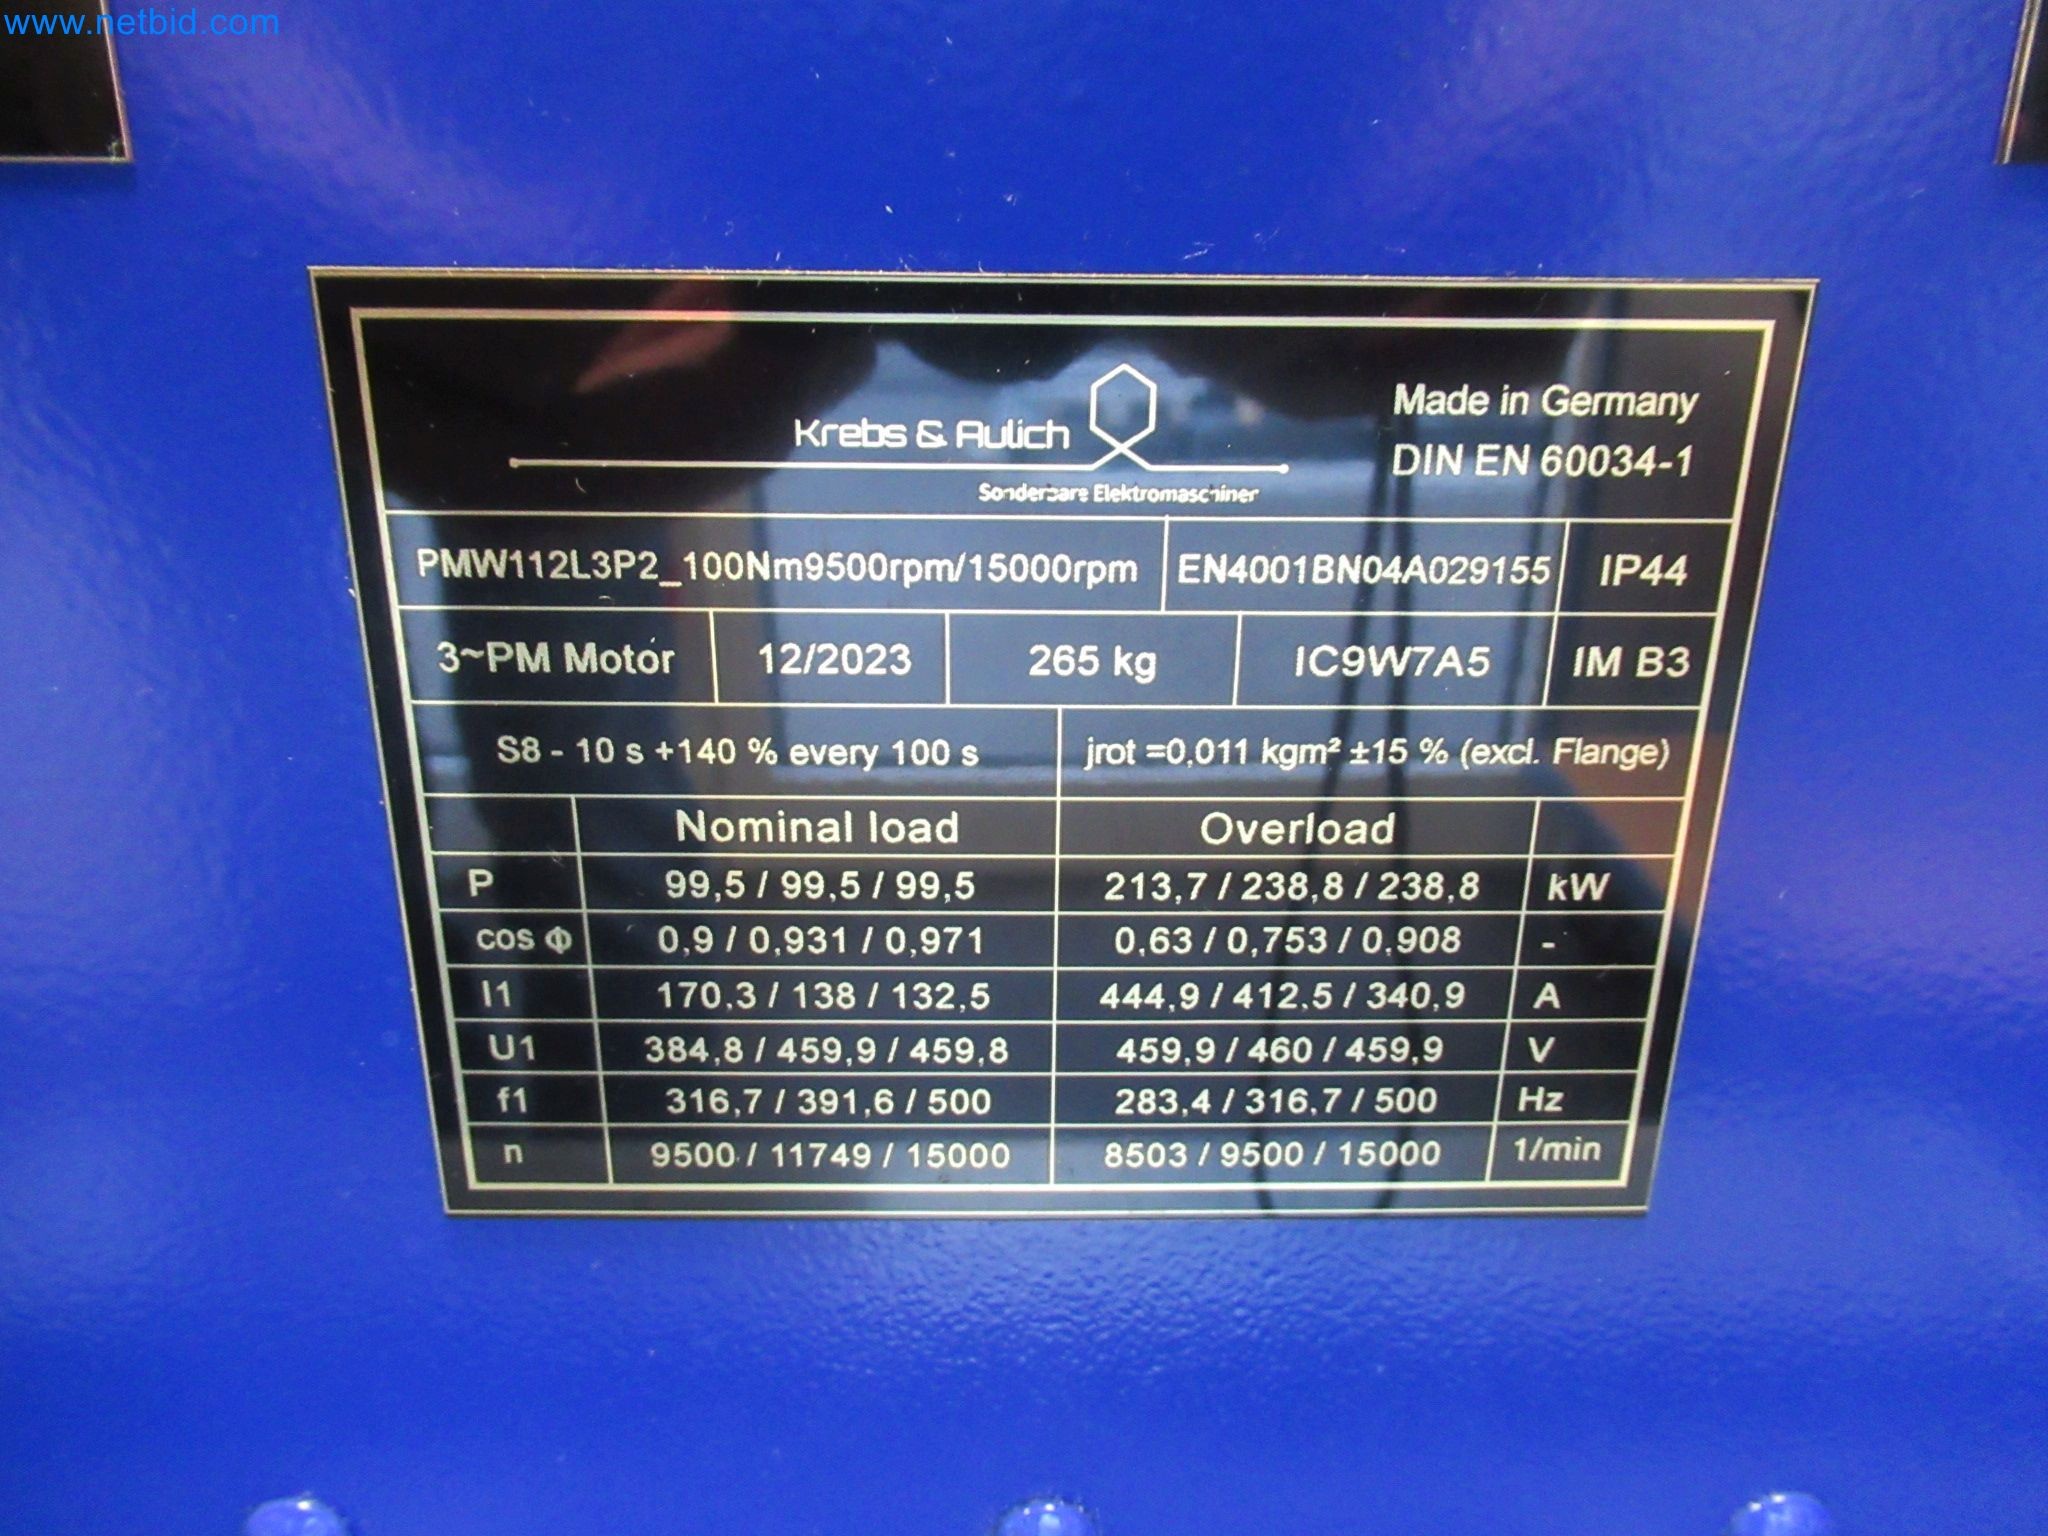 www.netbid.com
Krebs & Aulich
Sonderbare Elektromaschinen
Made in Germany
DIN EN 60034-1
PMW112L3P2_100Nm9500rpm/15000rpm EN4001BN04A029155 IP44
3~PM Motor 12/2023 265 kg IC9W7A5 IM B3
S8 - 10 s +140 % every 100 s jrot =0,011 kgm² ±15 % (excl. Flange)
Nominal load Overload
P 99,5 / 99,5 / 99,5 213,7 / 238,8 / 238,8 kW
cos Φ 0,9 / 0,931 / 0,971 0,63 / 0,753 / 0,908 -
I1 170,3 / 138 / 132,5 444,9 / 412,5 / 340,9 A
U1 384,8 / 459,9 / 459,8 459,9 / 460 / 459,9 V
f1 316,7 / 391,6 / 500 283,4 / 316,7 / 500 Hz
n 9500 / 11749 / 15000 8503 / 9500 / 15000 1/min